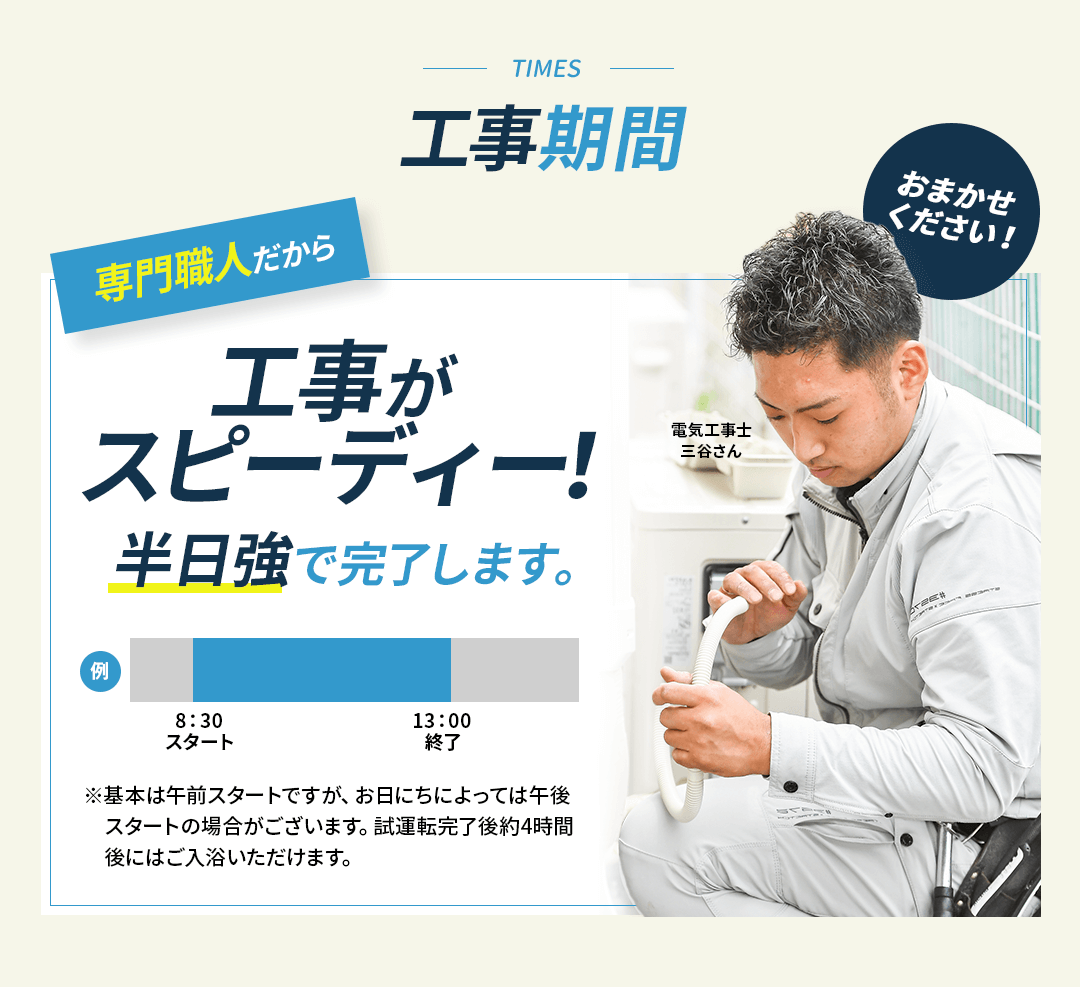 TIMES
工事期間
おまかせ
ください！
専門職人だから
工事が
スピーディー！
半日強で完了します。
電気工事士
三谷さん
例
8：30
スタート
13：00
終了
※基本は午前スタートですが、お日にちによっては午後
スタートの場合がございます。試運転完了後約4時間
後にはご入浴いただけます。